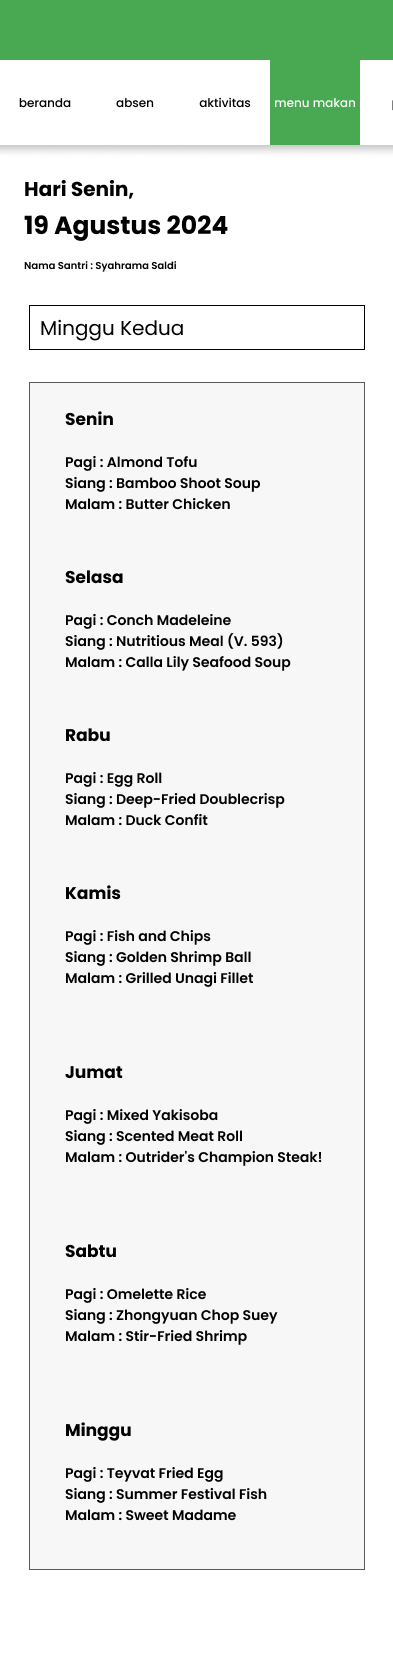 beranda absen aktivitas menu makan
Hari Senin,
19 Agustus 2024
Nama Santri : Syahrama Saldi
Minggu Kedua
Senin
Pagi : Almond Tofu
Siang : Bamboo Shoot Soup
Malam : Butter Chicken
Selasa
Pagi : Conch Madeleine
Siang : Nutritious Meal (V. 593)
Malam : Calla Lily Seafood Soup
Rabu
Pagi : Egg Roll
Siang : Deep-Fried Doublecrisp
Malam : Duck Confit
Kamis
Pagi : Fish and Chips
Siang : Golden Shrimp Ball
Malam : Grilled Unagi Fillet
Jumat
Pagi : Mixed Yakisoba
Siang : Scented Meat Roll
Malam : Outrider's Champion Steak!
Sabtu
Pagi : Omelette Rice
Siang : Zhongyuan Chop Suey
Malam : Stir-Fried Shrimp
Minggu
Pagi : Teyvat Fried Egg
Siang : Summer Festival Fish
Malam : Sweet Madame